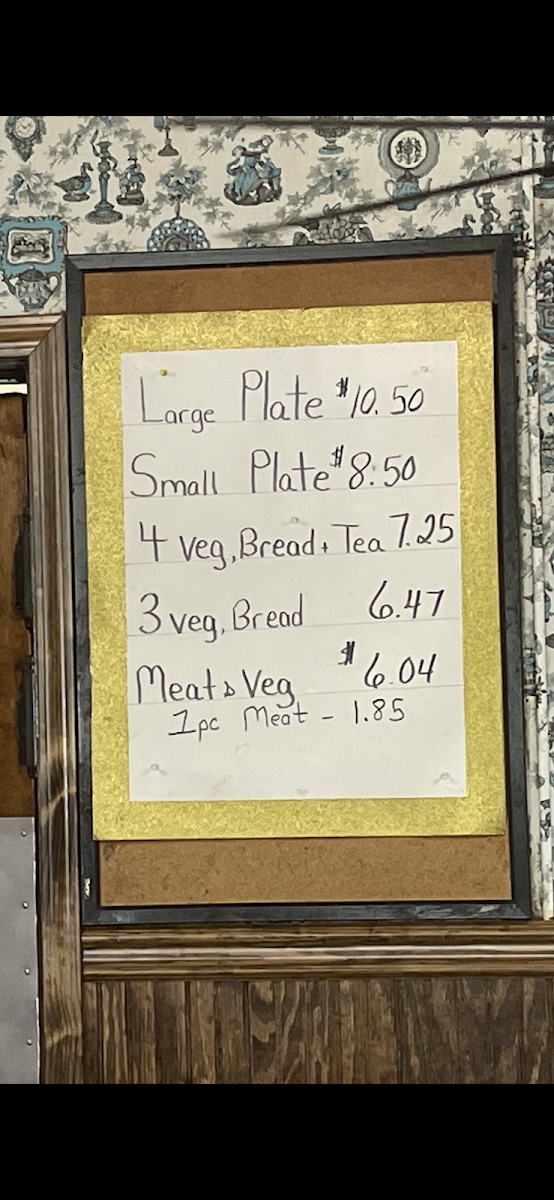 Large Plate $10.50
Small Plate $8.50
4 veg, Bread + Tea 7.25
3 veg, Bread 6.47
Meat & Veg $6.04
1pc Meat - 1.85